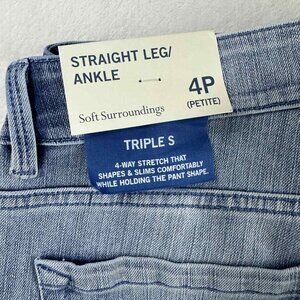 STRAIGHT LEG/
ANKLE
Soft Surroundings
4P
(PETITE)
TRIPLE S
4-WAY STRETCH THAT
SHAPES & SLIMS COMFORTABLY
WHILE HOLDING THE PANT SHAPE.